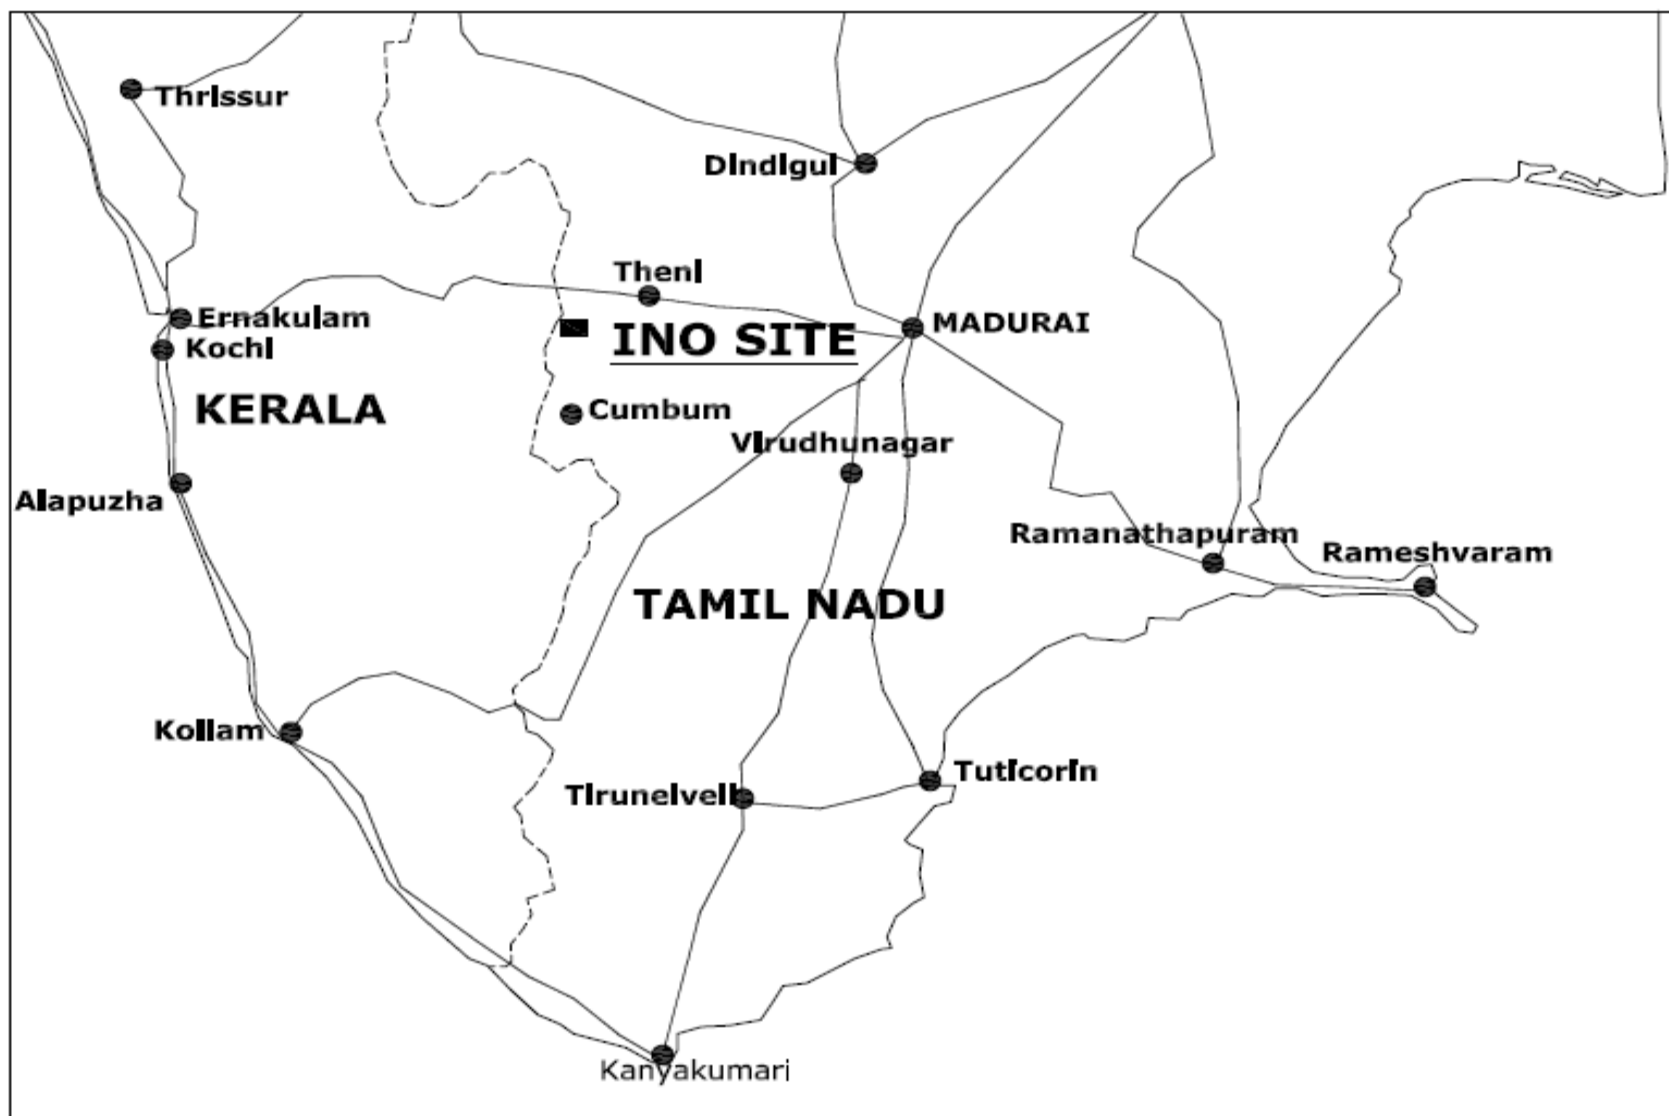 Thrissur
Dindigul
Theni
Ernakulam
INO SITE
MADURAI
Kochi
KERALA
Cumbum
Virudhunagar
Alapuzha
Ramanathapuram
Rameshvaram
TAMIL NADU
Kollam
Tuticorin
Tirunelveli
Kanyakumari